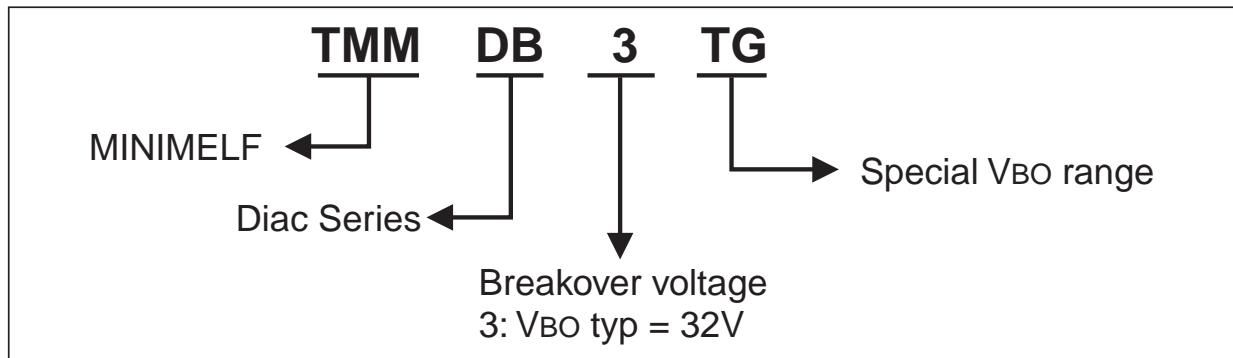 TMM DB 3 TG
MINIMELF
Special VBO range
Diac Series
Breakover voltage
3: VBO typ = 32V